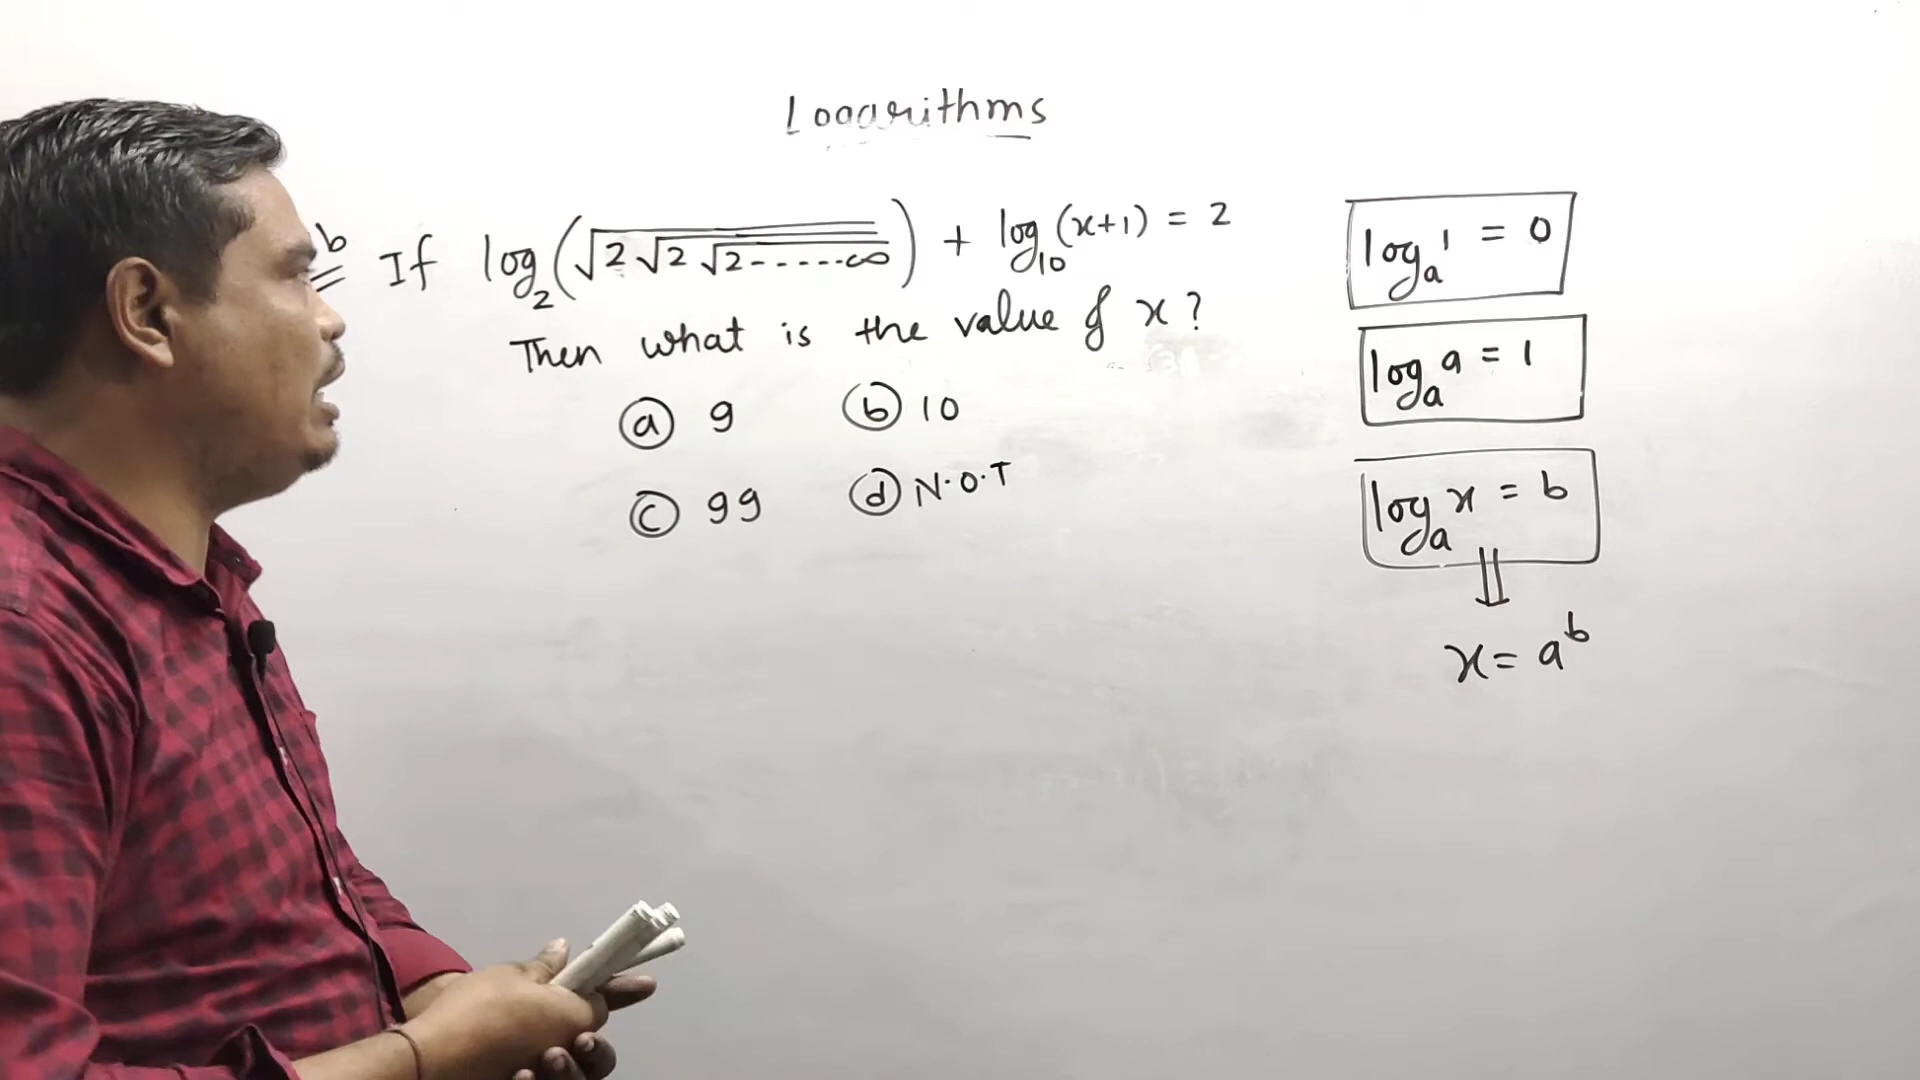 Logarithms
6 If log₂(√2√2√2-----∞) + log₁₀(x+1) = 2
Then what is the value of x?
ⓐ 9 ⓑ 10
ⓒ 99 ⓓ N.O.T
logₐ1 = 0
logₐa = 1
logₐx = b
⇓
x = aᵇ